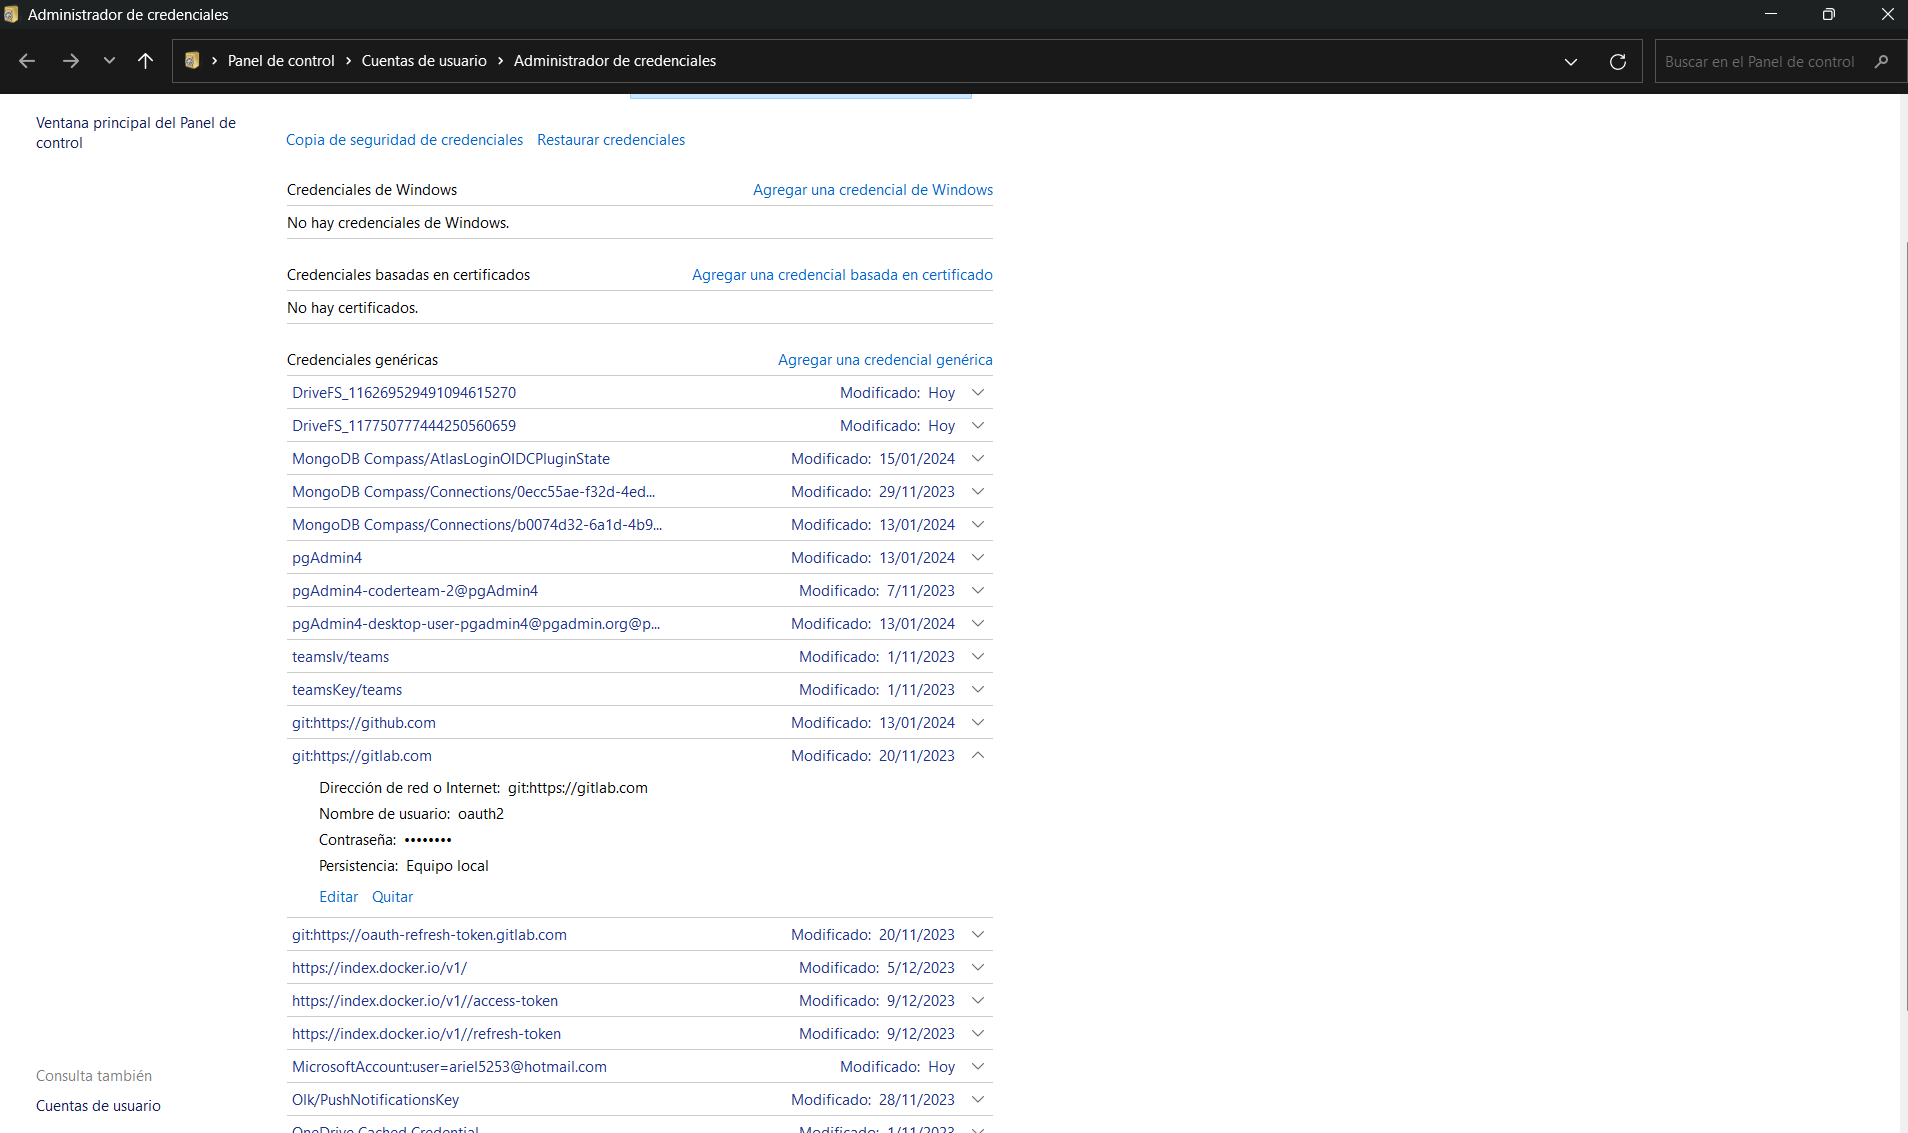 Administrador de credenciales
Panel de control › Cuentas de usuario › Administrador de credenciales
Buscar en el Panel de control
Ventana principal del Panel de
control
Copia de seguridad de credenciales Restaurar credenciales
Credenciales de Windows Agregar una credencial de Windows
No hay credenciales de Windows.
Credenciales basadas en certificados Agregar una credencial basada en certificado
No hay certificados.
Credenciales genéricas Agregar una credencial genérica
DriveFS_116269529491094615270 Modificado: Hoy
DriveFS_117750777444250560659 Modificado: Hoy
MongoDB Compass/AtlasLoginOIDCPluginState Modificado: 15/01/2024
MongoDB Compass/Connections/0ecc55ae-f32d-4ed... Modificado: 29/11/2023
MongoDB Compass/Connections/b0074d32-6a1d-4b9... Modificado: 13/01/2024
pgAdmin4 Modificado: 13/01/2024
pgAdmin4-coderteam-2@pgAdmin4 Modificado: 7/11/2023
pgAdmin4-desktop-user-pgadmin4@pgadmin.org@p... Modificado: 13/01/2024
teamsIv/teams Modificado: 1/11/2023
teamsKey/teams Modificado: 1/11/2023
git:https://github.com Modificado: 13/01/2024
git:https://gitlab.com Modificado: 20/11/2023
Dirección de red o Internet: git:https://gitlab.com
Nombre de usuario: oauth2
Contraseña: ••••••••
Persistencia: Equipo local
Editar Quitar
git:https://oauth-refresh-token.gitlab.com Modificado: 20/11/2023
https://index.docker.io/v1/ Modificado: 5/12/2023
https://index.docker.io/v1//access-token Modificado: 9/12/2023
https://index.docker.io/v1//refresh-token Modificado: 9/12/2023
MicrosoftAccount:user=ariel5253@hotmail.com Modificado: Hoy
Olk/PushNotificationsKey Modificado: 28/11/2023
OneDrive Cached Credential Modificado: 1/11/2023
Consulta también
Cuentas de usuario